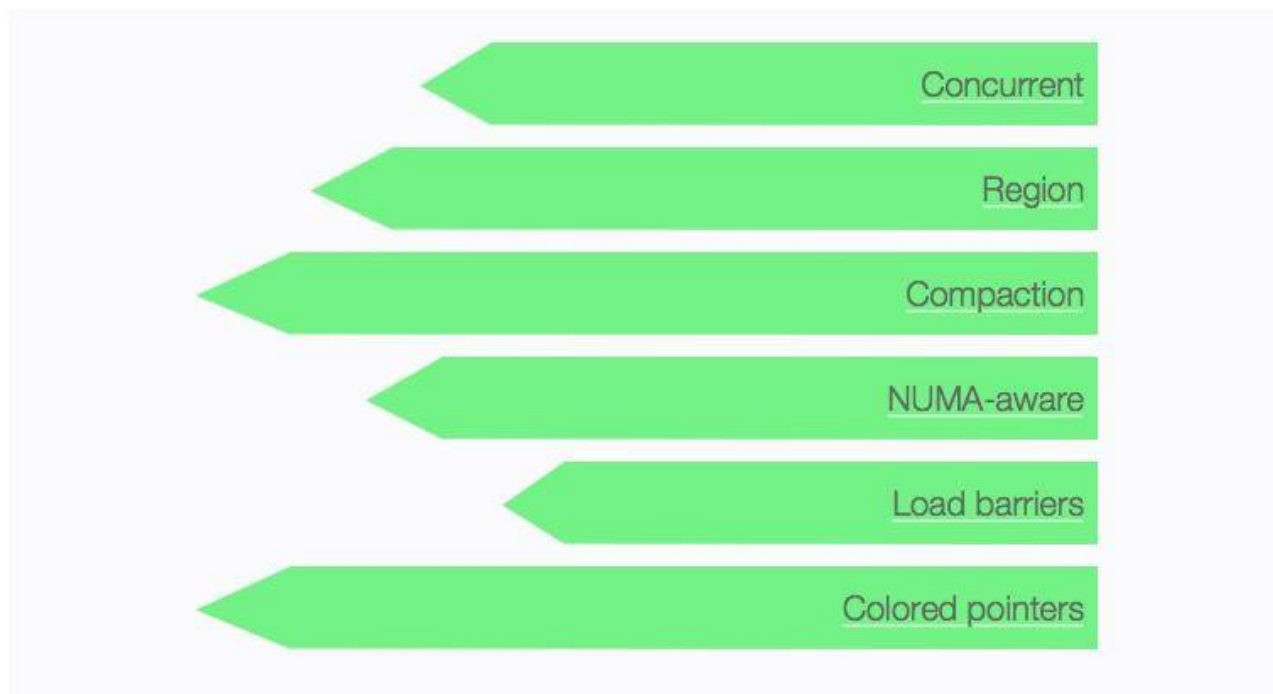 Concurrent
Region
Compaction
NUMA-aware
Load barriers
Colored pointers